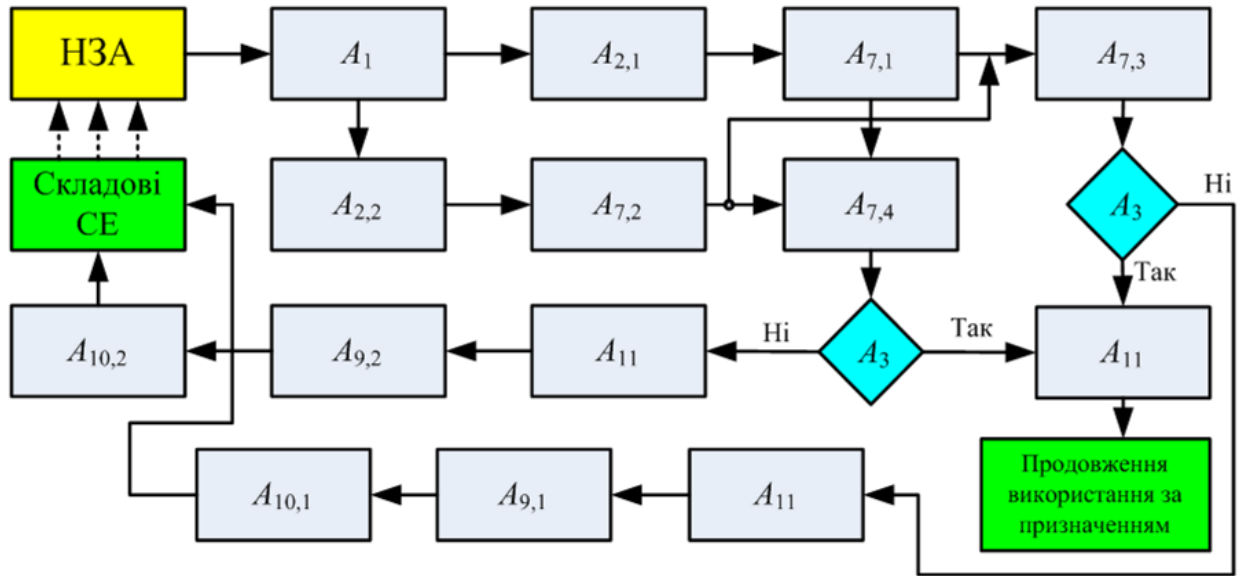 НЗА
A1
A2,1
A7,1
A7,3
Складові
СЕ
A2,2
A7,2
A7,4
A3
Ні
Так
A10,2
A9,2
A11
Ні
A3
Так
A11
A10,1
A9,1
A11
Продовження
використання за
призначенням